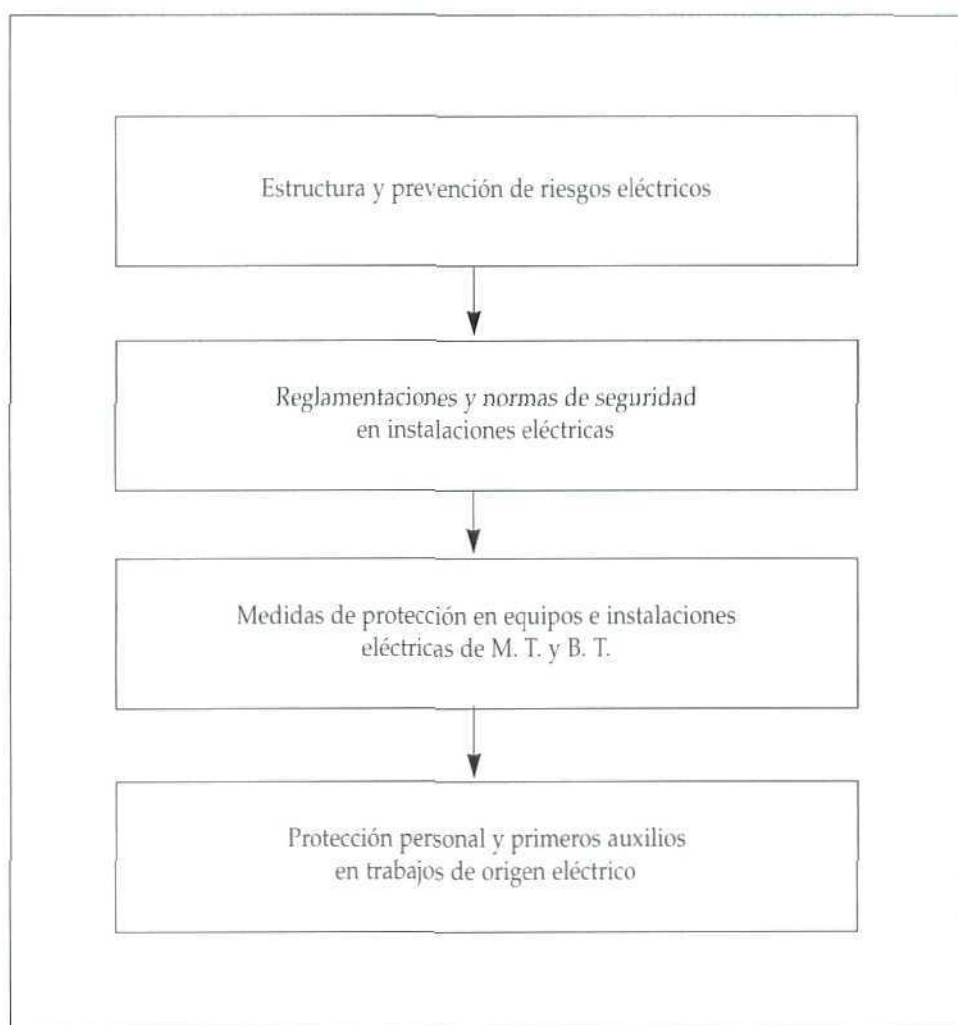 Estructura y prevención de riesgos eléctricos
Reglamentaciones y normas de seguridad
en instalaciones eléctricas
Medidas de protección en equipos e instalaciones
eléctricas de M. T. y B. T.
Protección personal y primeros auxilios
en trabajos de origen eléctrico